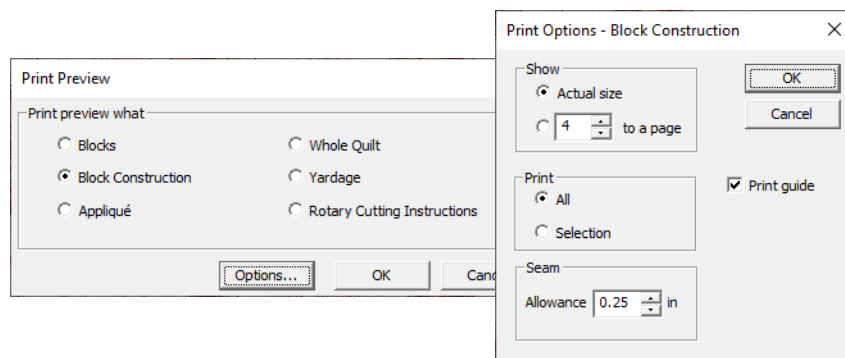 Print Preview
Print preview what
Blocks
Whole Quilt
Block Construction
Yardage
Appliqué
Rotary Cutting Instructions
Options...
OK
Canc
Print Options - Block Construction
Show
Actual size
4 to a page
OK
Cancel
Print
All
Selection
Print guide
Seam
Allowance 0.25 in